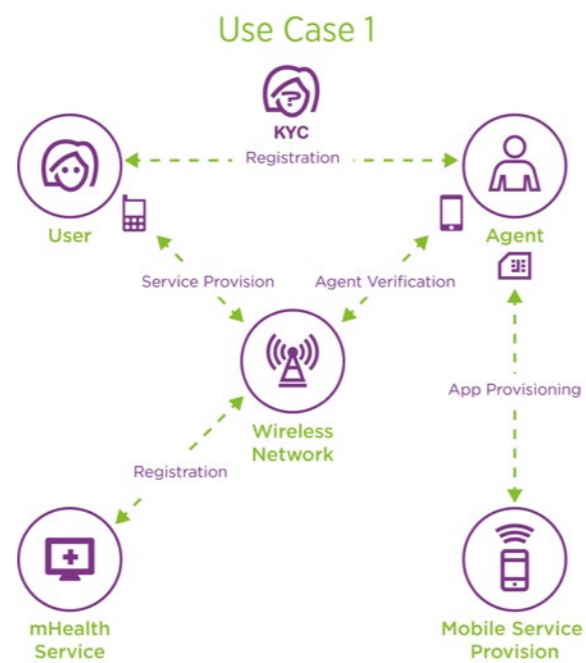 Use Case 1
KYC
Registration
User
Agent
Service Provision
Agent Verification
App Provisioning
Wireless
Network
Registration
mHealth
Service
Mobile Service
Provision